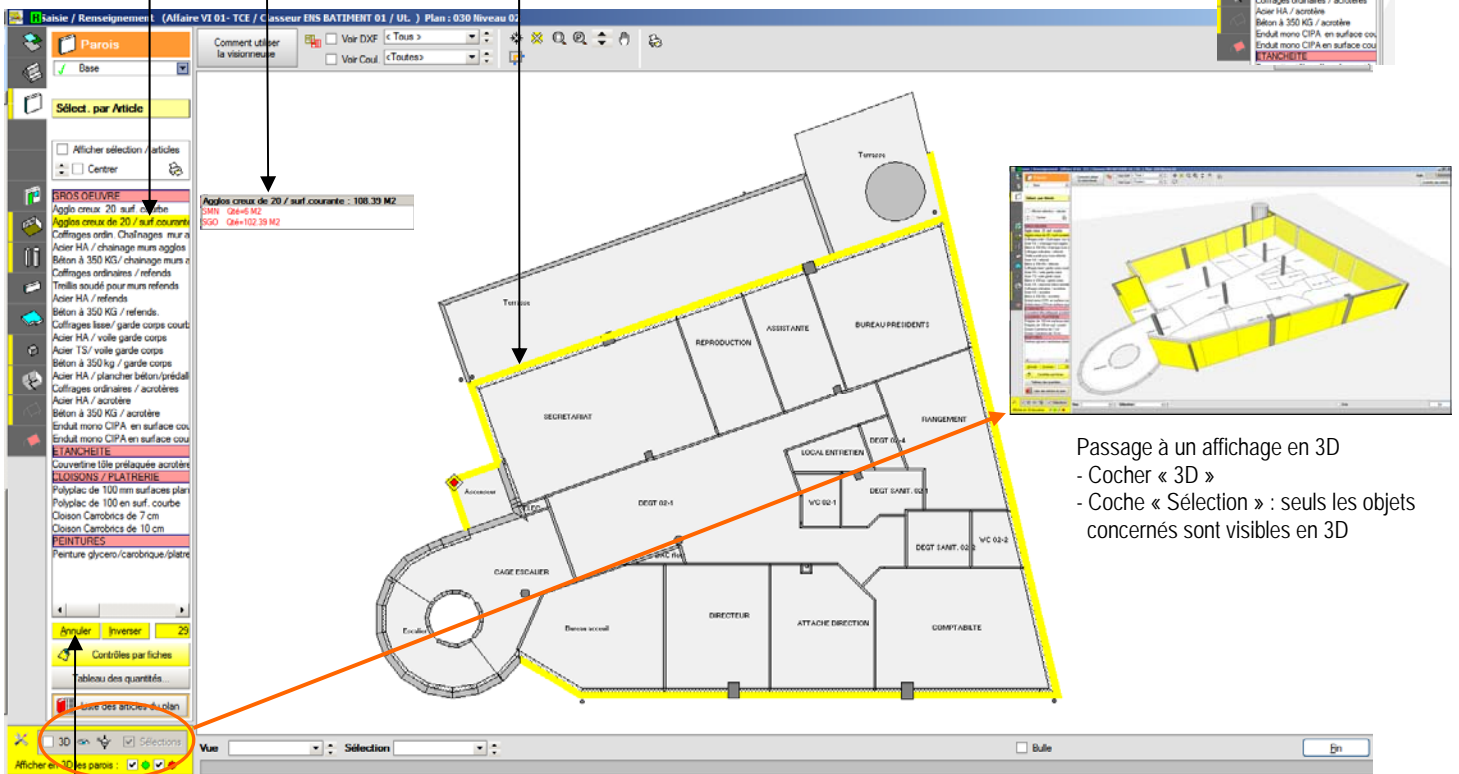 Acier HA / acrotère
Béton à 350 KG / acrotère
Enduit mono CIPA en surface cou
Enduit mono CIPA en surface cou
ETANCHEITE
Saisie / Renseignement (Affaire VI 01- TCE / Classeur ENS BATIMENT 01 / UL. ) Plan : 030 Niveau 02
Parois
Base
Comment utiliser
la visionneuse
Voir DXF < Tous >
Voir Coul. <Toutes>
Sélect. par Article
Afficher sélection / articles
Centrer
GROS OEUVRE
Agglo creux 20 surf. courbe
Agglos creux de 20 / surf.courante
Coffrages ordin. Chaînages mur a
Acier HA / chainage murs agglos
Béton à 350 KG/ chainage murs a
Coffrages ordinaires / refends
Treillis soudé pour murs refends
Acier HA / refends
Béton à 350 KG / refends.
Coffrages lisse/ garde corps courb
Acier HA / voile garde corps
Acier TS/ voile garde corps
Béton à 350 kg / garde corps
Acier HA / plancher béton/prédall
Coffrages ordinaires / acrotères
Acier HA / acrotère
Béton à 350 KG / acrotère
Enduit mono CIPA en surface cou
Enduit mono CIPA en surface cou
ETANCHEITE
Couvertine tôle prélaquée acrotère
CLOISONS / PLATRERIE
Polyplac de 100 mm surfaces plan
Polyplac de 100 en surf. courbe
Cloison Carrobrics de 7 cm
Cloison Carrobrics de 10 cm
PEINTURES
Peinture glycero/carobrique/platre
Annuler Inverser 29
Contrôles par fiches
Tableau des quantités...
Liste des articles du plan
3D Sélections
Afficher en 3D les parois :
Agglos creux de 20 / surf.courante : 108.39 M2
SMN Qté=6 M2
SGO Qté=102.39 M2
Terrasse
Terrasse
BUREAU PRESIDENTS
ASSISTANTE
REPRODUCTION
SECRETARIAT
RANGEMENT
DEGT 02-4
LOCAL ENTRETIEN
Ascenseur
DEGT 02-1
WC 02-1
DEGT SANIT. 02-1
DEGT SANIT. 02-2
WC 02-2
CAGE ESCALIER
Escalier
Bureau acceuil
DIRECTEUR
ATTACHE DIRECTION
COMPTABILTE
Passage à un affichage en 3D
- Cocher « 3D »
- Coche « Sélection » : seuls les objets
concernés sont visibles en 3D
Vue Sélection Bulle Fin